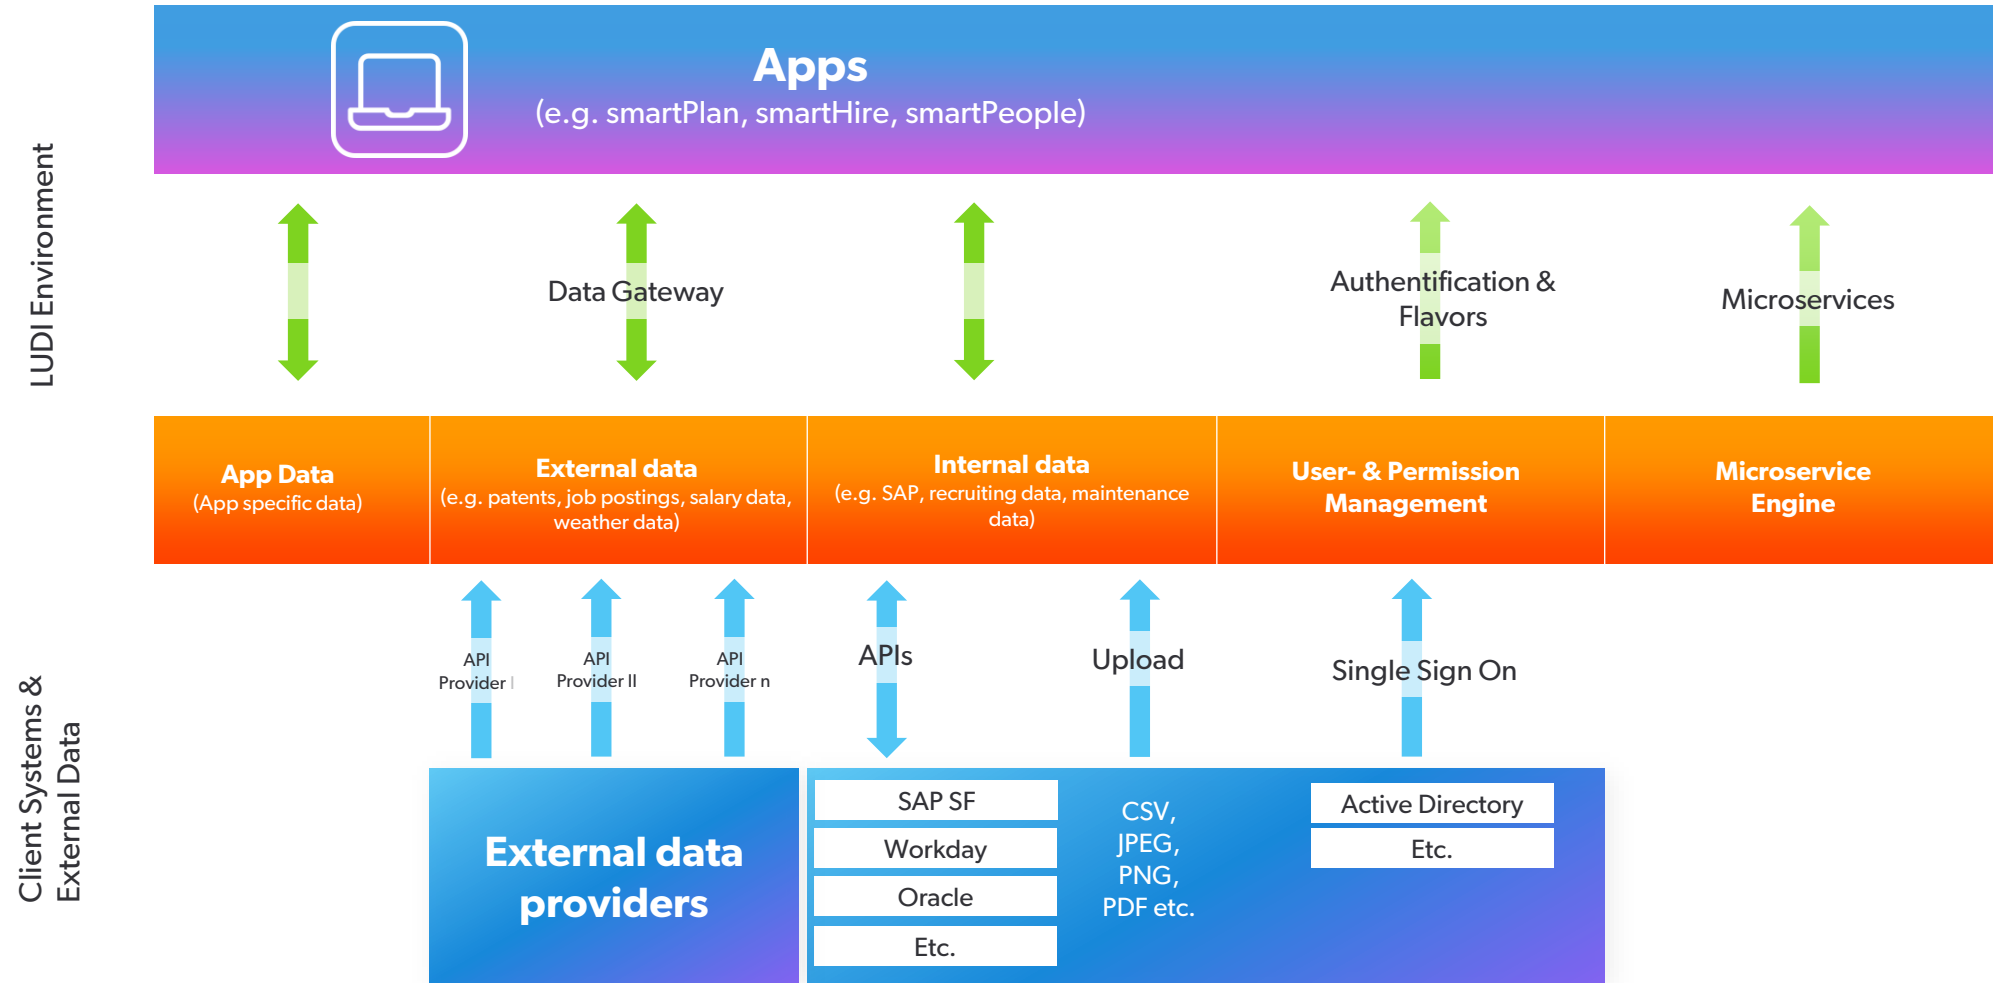 Apps
(e.g. smartPlan, smartHire, smartPeople)
LUDI Environment
Data Gateway
Authentification &
Flavors
Microservices
App Data
(App specific data)
External data
(e.g. patents, job postings, salary data,
weather data)
Internal data
(e.g. SAP, recruiting data, maintenance
data)
User- & Permission
Management
Microservice
Engine
Client Systems &
External Data
API
Provider I
API
Provider II
API
Provider n
APIs
Upload
Single Sign On
External data
providers
SAP SF
Workday
Oracle
Etc.
CSV,
JPEG,
PNG,
PDF etc.
Active Directory
Etc.